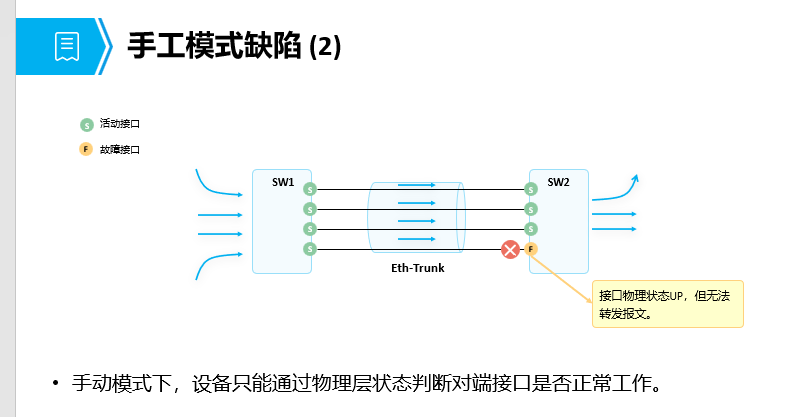 手工模式缺陷 (2)
S 活动接口
F 故障接口
SW1
SW2
S
S
S
S
S
S
S
F
Eth-Trunk
接口物理状态UP，但无法
转发报文。
• 手动模式下，设备只能通过物理层状态判断对端接口是否正常工作。